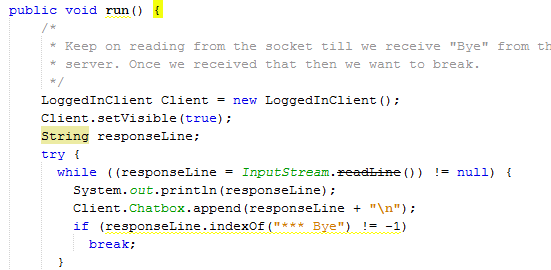 public void run() {
/*
* Keep on reading from the socket till we receive "Bye" from th
* server. Once we received that then we want to break.
*/
LoggedInClient Client = new LoggedInClient();
Client.setVisible(true);
String responseLine;
try {
while ((responseLine = InputStream.readLine()) != null) {
System.out.println(responseLine);
Client.Chatbox.append(responseLine + "\n");
if (responseLine.indexOf("*** Bye") != -1)
break;
}